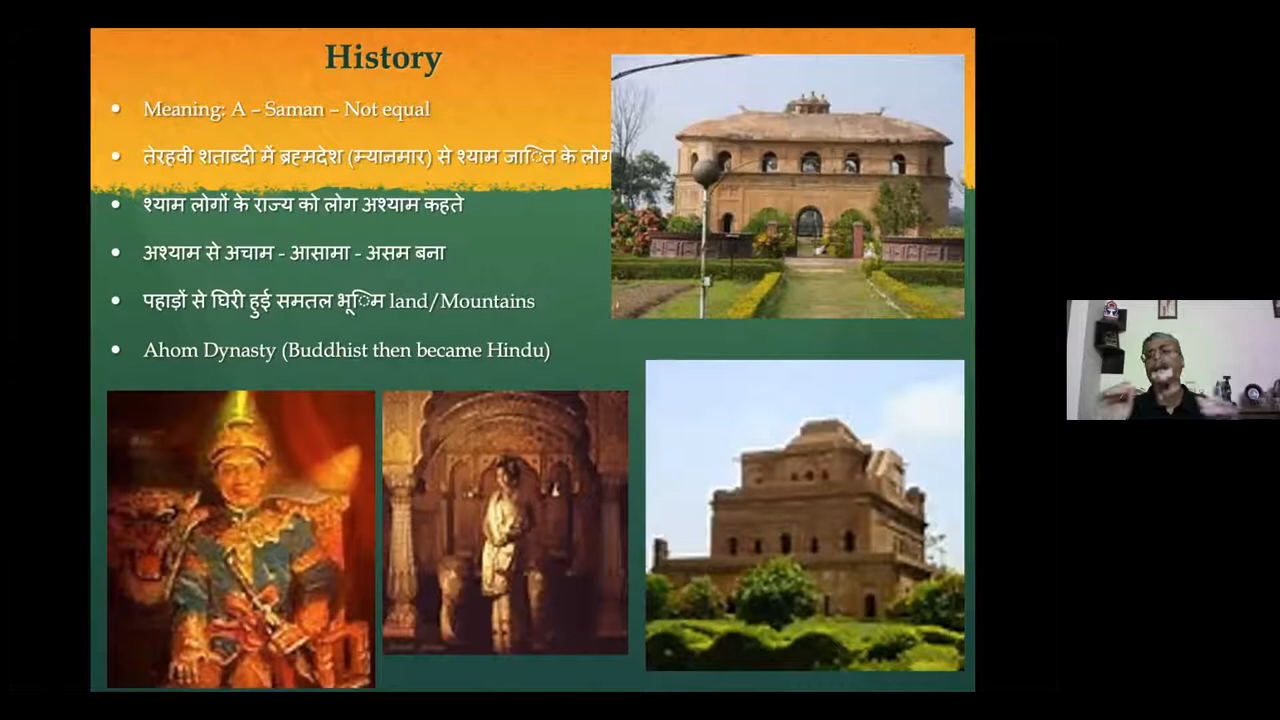 History
• Meaning: A – Saman – Not equal
• तेरहवी शताब्दी में ब्रह्मदेश (म्यानमार) से श्याम जाित के लोग
• श्याम लोगों के राज्य को लोग अश्याम कहते
• अश्याम से अचाम - आसामा - असम बना
• पहाड़ों से घिरी हुई समतल भूिम land/Mountains
• Ahom Dynasty (Buddhist then became Hindu)